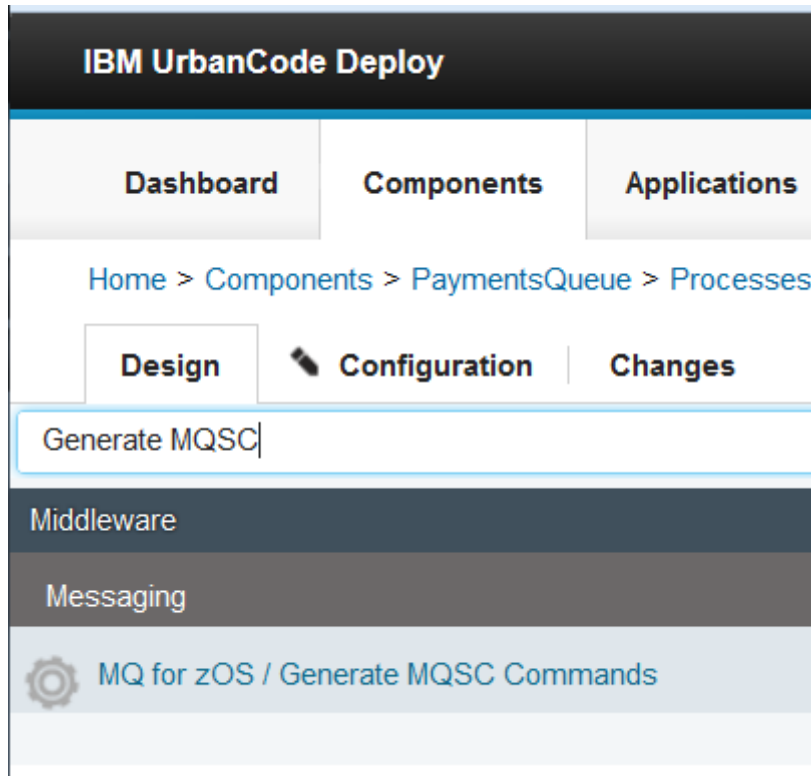 IBM UrbanCode Deploy
Dashboard Components Applications
Home > Components > PaymentsQueue > Processes
Design Configuration Changes
Generate MQSC
Middleware
Messaging
MQ for zOS / Generate MQSC Commands